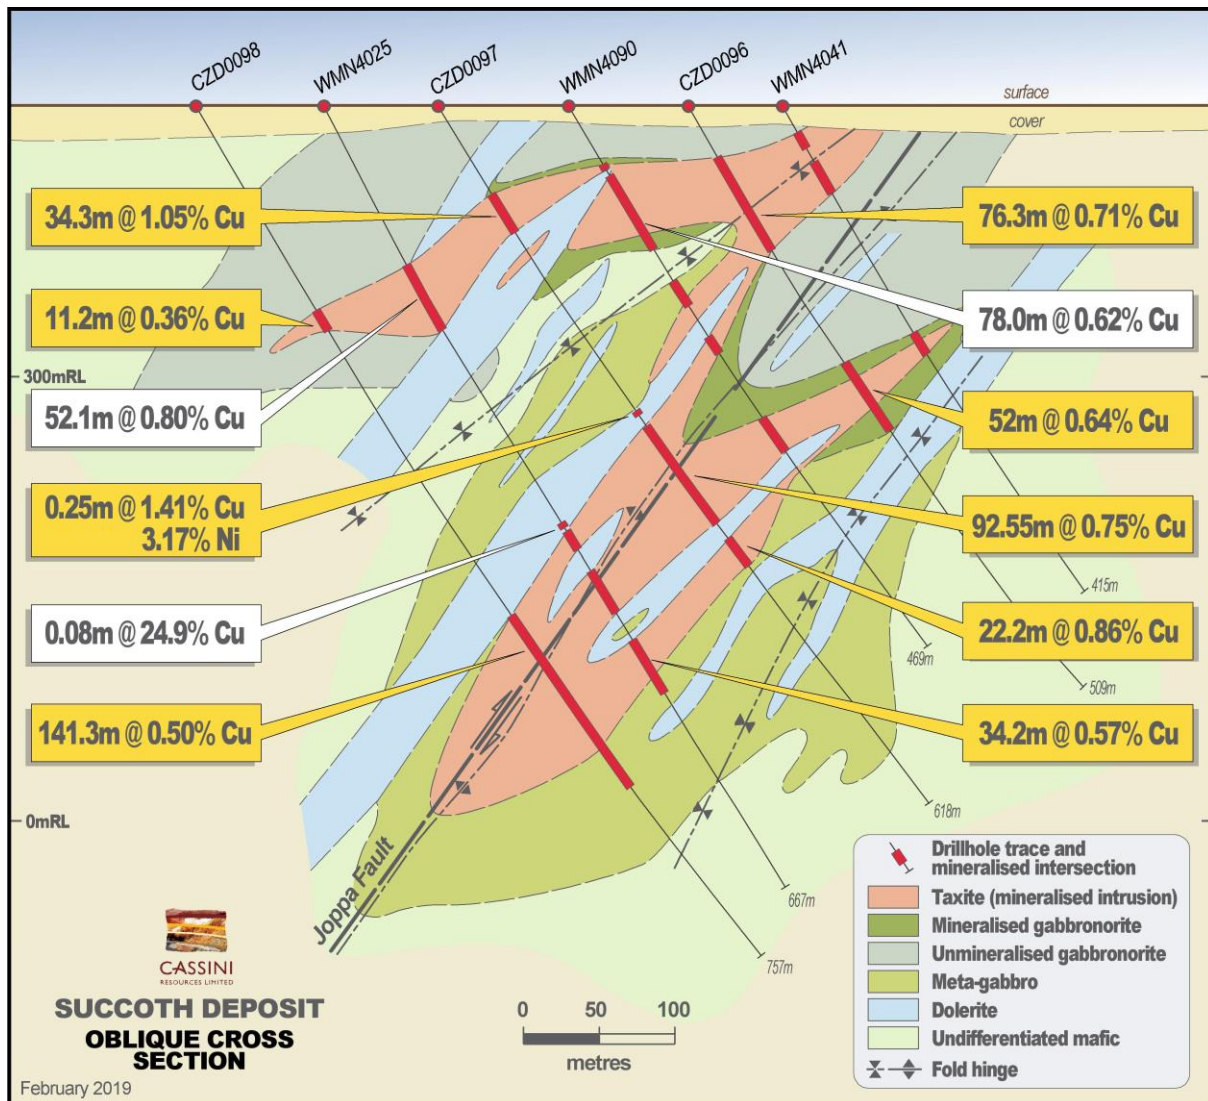 CZD0098
WMN4025
CZD0097
WMN4090
CZD0096
WMN4041
surface
cover
34.3m @ 1.05% Cu
11.2m @ 0.36% Cu
300mRL
52.1m @ 0.80% Cu
0.25m @ 1.41% Cu
3.17% Ni
0.08m @ 24.9% Cu
141.3m @ 0.50% Cu
0mRL
76.3m @ 0.71% Cu
78.0m @ 0.62% Cu
52m @ 0.64% Cu
92.55m @ 0.75% Cu
22.2m @ 0.86% Cu
34.2m @ 0.57% Cu
415m
469m
509m
618m
667m
757m
Joppa Fault
CASSINI
RESOURCES LIMITED
SUCCOTH DEPOSIT
OBLIQUE CROSS
SECTION
February 2019
0 50 100
metres
Drillhole trace and
mineralised intersection
Taxite (mineralised intrusion)
Mineralised gabbronorite
Unmineralised gabbronorite
Meta-gabbro
Dolerite
Undifferentiated mafic
Fold hinge